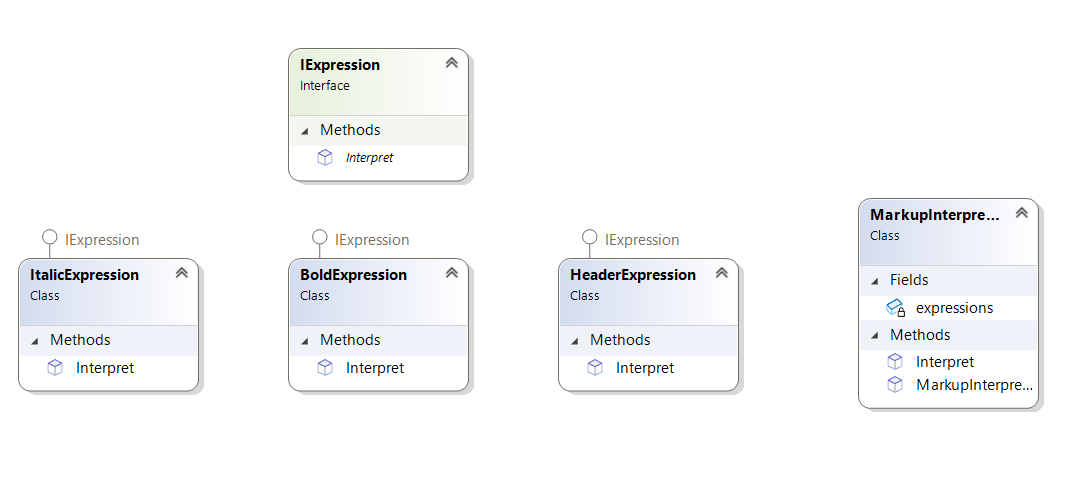 IExpression
Interface
Methods
Interpret
IExpression
ItalicExpression
Class
Methods
Interpret
IExpression
BoldExpression
Class
Methods
Interpret
IExpression
HeaderExpression
Class
Methods
Interpret
MarkupInterpre...
Class
Fields
expressions
Methods
Interpret
MarkupInterpre...